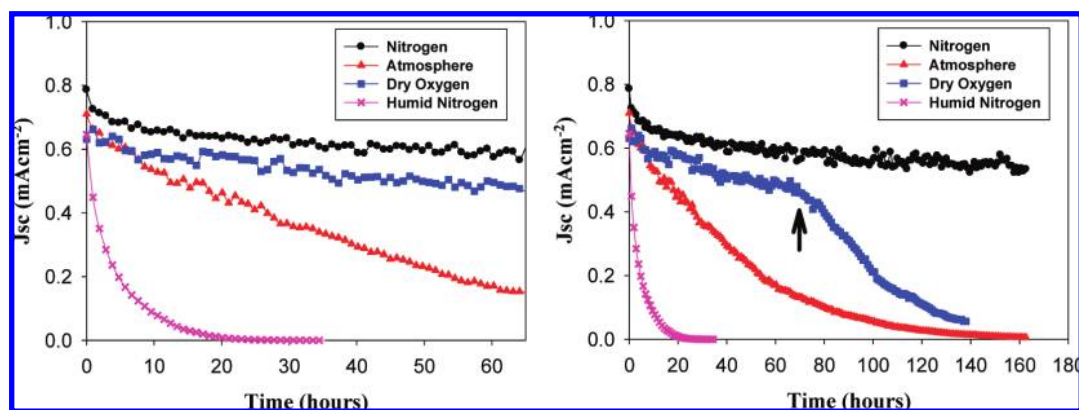 1.0
0.8
0.6
0.4
0.2
0.0
Jsc (mAcm-2)
Nitrogen
Atmosphere
Dry Oxygen
Humid Nitrogen
0 10 20 30 40 50 60
Time (hours)
1.0
0.8
0.6
0.4
0.2
0.0
Jsc (mAcm-2)
Nitrogen
Atmosphere
Dry Oxygen
Humid Nitrogen
0 20 40 60 80 100 120 140 160 180
Time (hours)